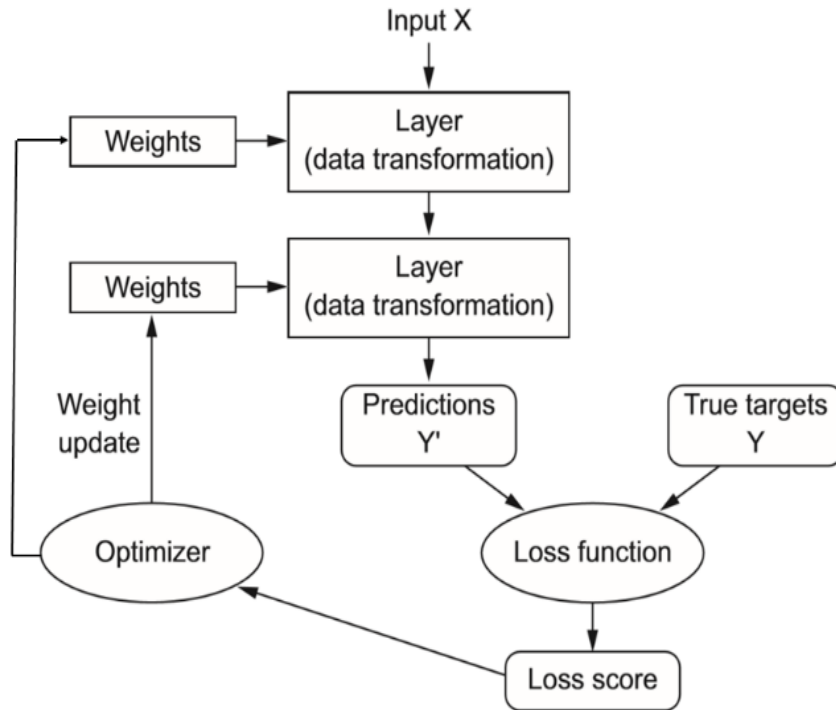 Input X
Weights
Layer
(data transformation)
Weights
Layer
(data transformation)
Weight
update
Predictions
Y'
True targets
Y
Optimizer
Loss function
Loss score